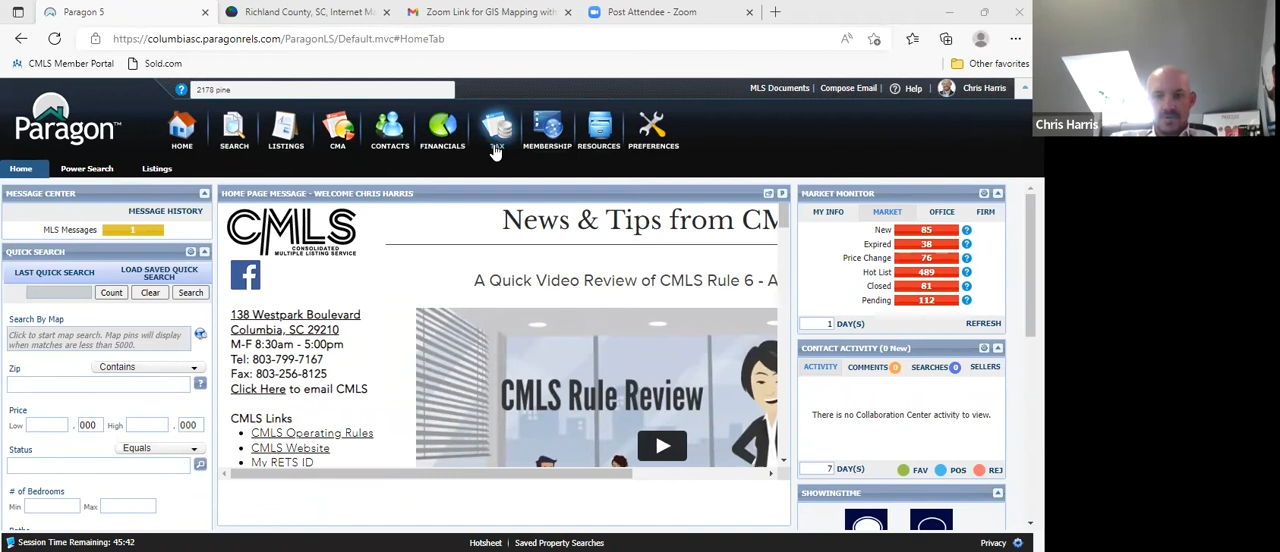 Paragon 5
Richland County, SC, Internet M
Zoom Link for GIS Mapping with
Post Attendee - Zoom
https://columbiasc.paragonrels.com/ParagonLS/Default.mvc#HomeTab
CMLS Member Portal
Sold.com
Other favorites
2178 pine
MLS Documents
Compose Email
Help
Chris Harris
Paragon™
HOME
SEARCH
LISTINGS
CMA
CONTACTS
FINANCIALS
TAX
MEMBERSHIP
RESOURCES
PREFERENCES
Chris Harris
Home
Power Search
Listings
MESSAGE CENTER
MESSAGE HISTORY
MLS Messages 1
QUICK SEARCH
LAST QUICK SEARCH
LOAD SAVED QUICK SEARCH
Count
Clear
Search
Search By Map
Click to start map search. Map pins will display
when matches are less than 5000.
Zip
Contains
Price
Low , 000 High , 000
Status
Equals
# of Bedrooms
Min Max
HOME PAGE MESSAGE - WELCOME CHRIS HARRIS
CMLS
CONSOLIDATED
MULTIPLE LISTING SERVICE
News & Tips from CM
A Quick Video Review of CMLS Rule 6 - A
138 Westpark Boulevard
Columbia, SC 29210
M-F 8:30am - 5:00pm
Tel: 803-799-7167
Fax: 803-256-8125
Click Here to email CMLS
CMLS Links
CMLS Operating Rules
CMLS Website
My RETS ID
CMLS Rule Review
MARKET MONITOR
MY INFO
MARKET
OFFICE
FIRM
New 85
Expired 38
Price Change 76
Hot List 489
Closed 81
Pending 112
1 DAY(S)
REFRESH
CONTACT ACTIVITY (0 New)
ACTIVITY
COMMENTS 0
SEARCHES 0
SELLERS
There is no Collaboration Center activity to view.
7 DAY(S)
FAV
POS
REJ
SHOWINGTIME
Session Time Remaining: 45:42
Hotsheet
Saved Property Searches
Privacy